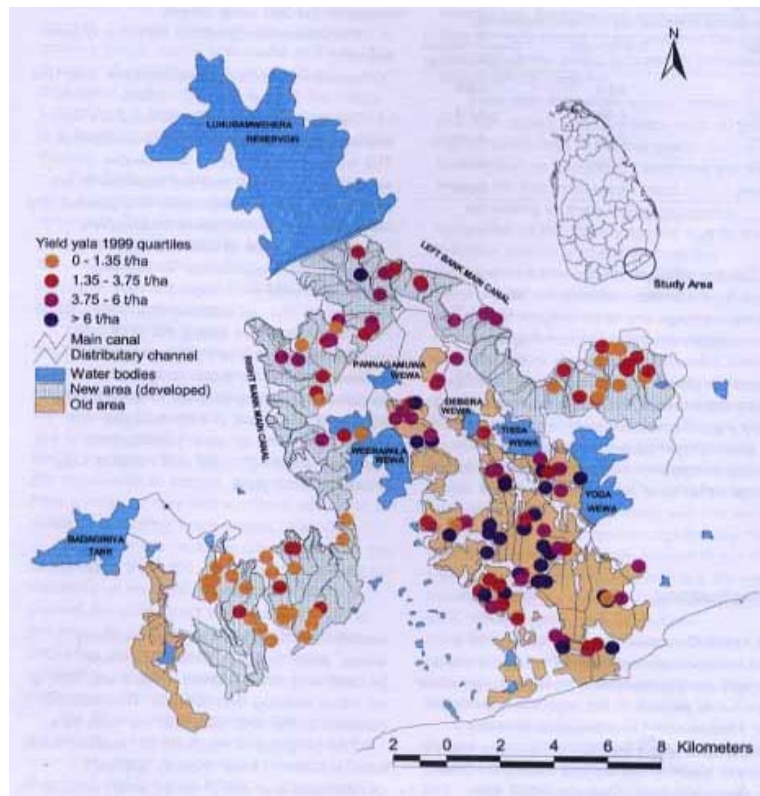 N
LUNUGAMWEHERA
RESERVOIR
LEFT BANK MAIN CANAL
Study Area
Yield yala 1999 quartiles
0 - 1.35 t/ha
1.35 - 3.75 t/ha
3.75 - 6 t/ha
> 6 t/ha
Main canal
Distributary channel
Water bodies
New area (developed)
Old area
RIGHT BANK MAIN CANAL
PANNAGAMUWA
WEWA
DEBERA
WEWA
TISSA
WEWA
WEERAWILA
WEWA
YODA
WEWA
BADAGIRIYA
TANK
2 0 2 4 6 8 Kilometers